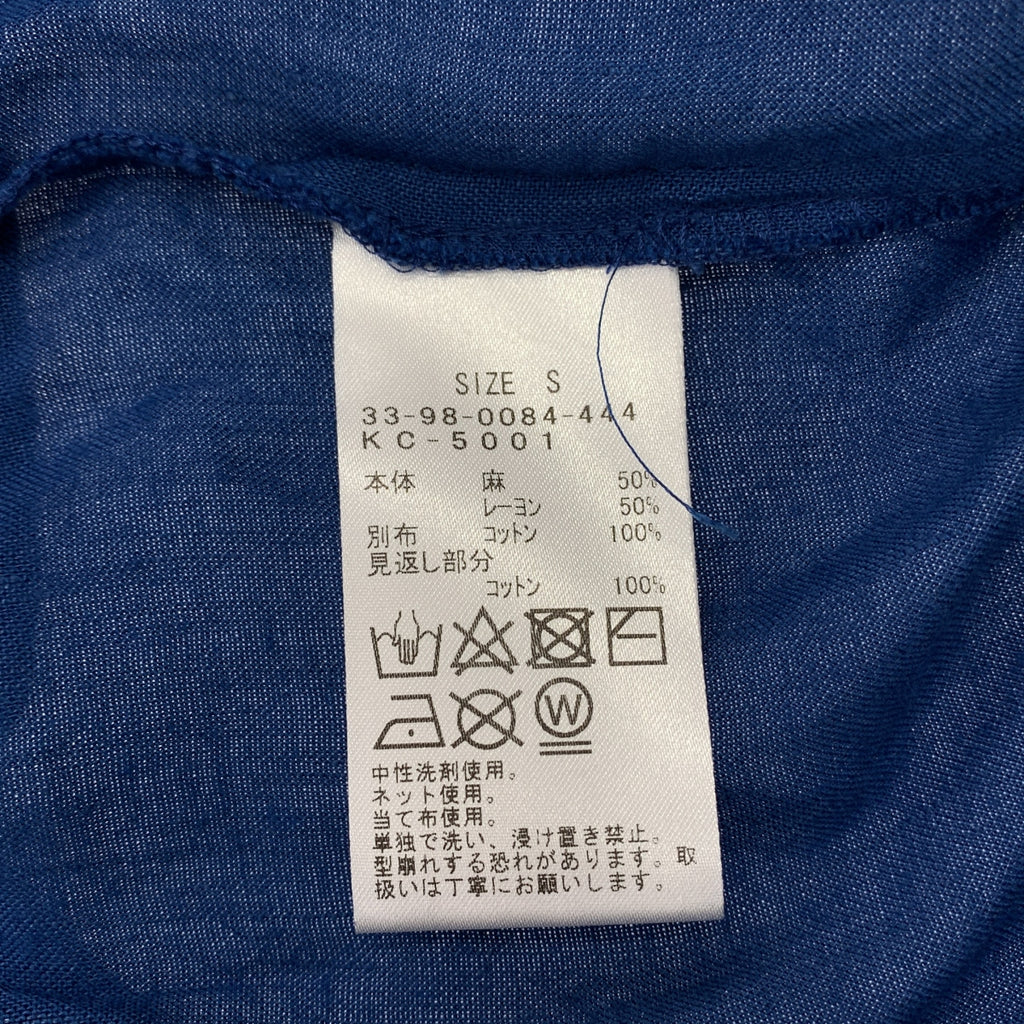 SIZE S
33-98-0084-444
KC-5001
本体 麻 50%
レーヨン 50%
別布 コットン 100%
見返し部分
コットン 100%
W
中性洗剤使用。
ネット使用。
当て布使用。
単独で洗い、浸け置き禁止。
型崩れする恐れがあります。取
扱いは丁寧にお願いします。